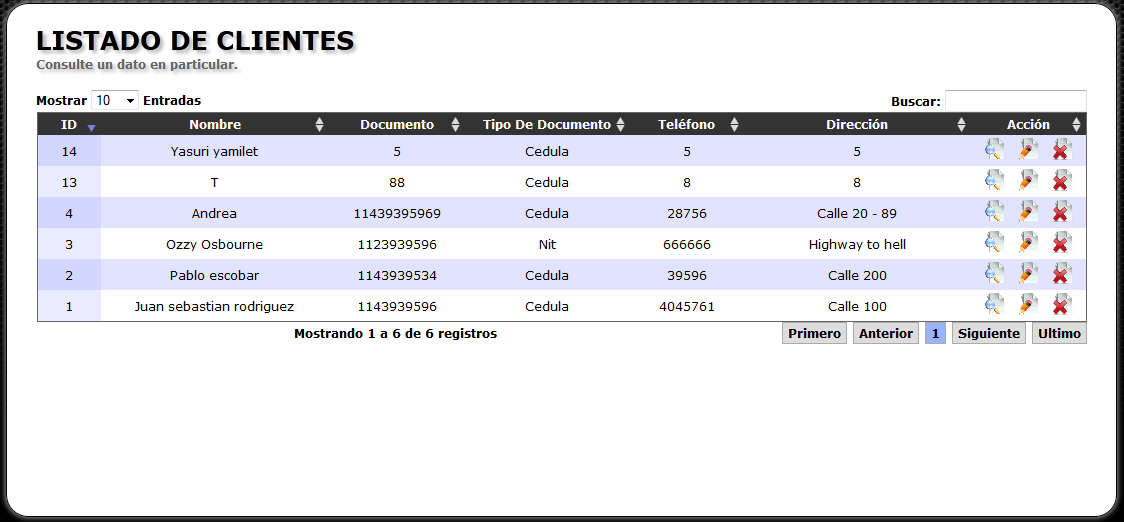 LISTADO DE CLIENTES
Consulte un dato en particular.
Mostrar 10 Entradas Buscar:
ID Nombre Documento Tipo De Documento Teléfono Dirección Acción
14 Yasuri yamilet 5 Cedula 5 5
13 T 88 Cedula 8 8
4 Andrea 11439395969 Cedula 28756 Calle 20 - 89
3 Ozzy Osbourne 1123939596 Nit 666666 Highway to hell
2 Pablo escobar 1143939534 Cedula 39596 Calle 200
1 Juan sebastian rodriguez 1143939596 Cedula 4045761 Calle 100
Mostrando 1 a 6 de 6 registros Primero Anterior 1 Siguiente Ultimo